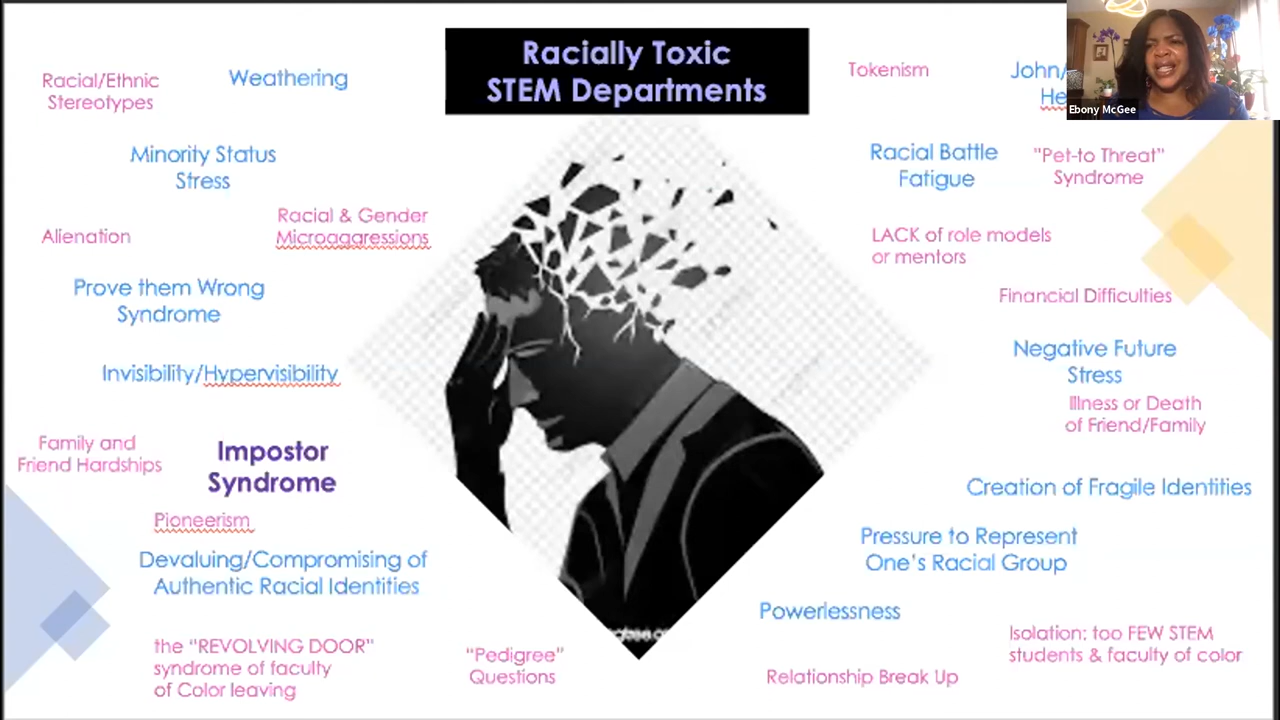 Racially Toxic
STEM Departments
Racial/Ethnic
Stereotypes
Weathering
Minority Status
Stress
Racial & Gender
Microaggressions
Alienation
Prove them Wrong
Syndrome
Invisibility/Hypervisibility
Family and
Friend Hardships
Impostor
Syndrome
Pioneerism
Devaluing/Compromising of
Authentic Racial Identities
the "REVOLVING DOOR"
syndrome of faculty
of Color leaving
"Pedigree"
Questions
Tokenism
John/
He
Ebony McGee
Racial Battle
Fatigue
"Pet-to Threat"
Syndrome
LACK of role models
or mentors
Financial Difficulties
Negative Future
Stress
Illness or Death
of Friend/Family
Creation of Fragile Identities
Pressure to Represent
One's Racial Group
Powerlessness
Isolation: too FEW STEM
students & faculty of color
Relationship Break Up